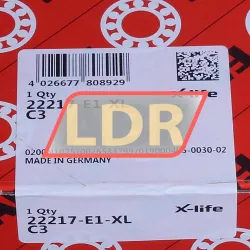 4 026677 808929
X-life
1 Qty
22217-E1-XL
C3
LDR
MADE IN GERMANY
1 Qty
22217-E1-XL
X-life
C3